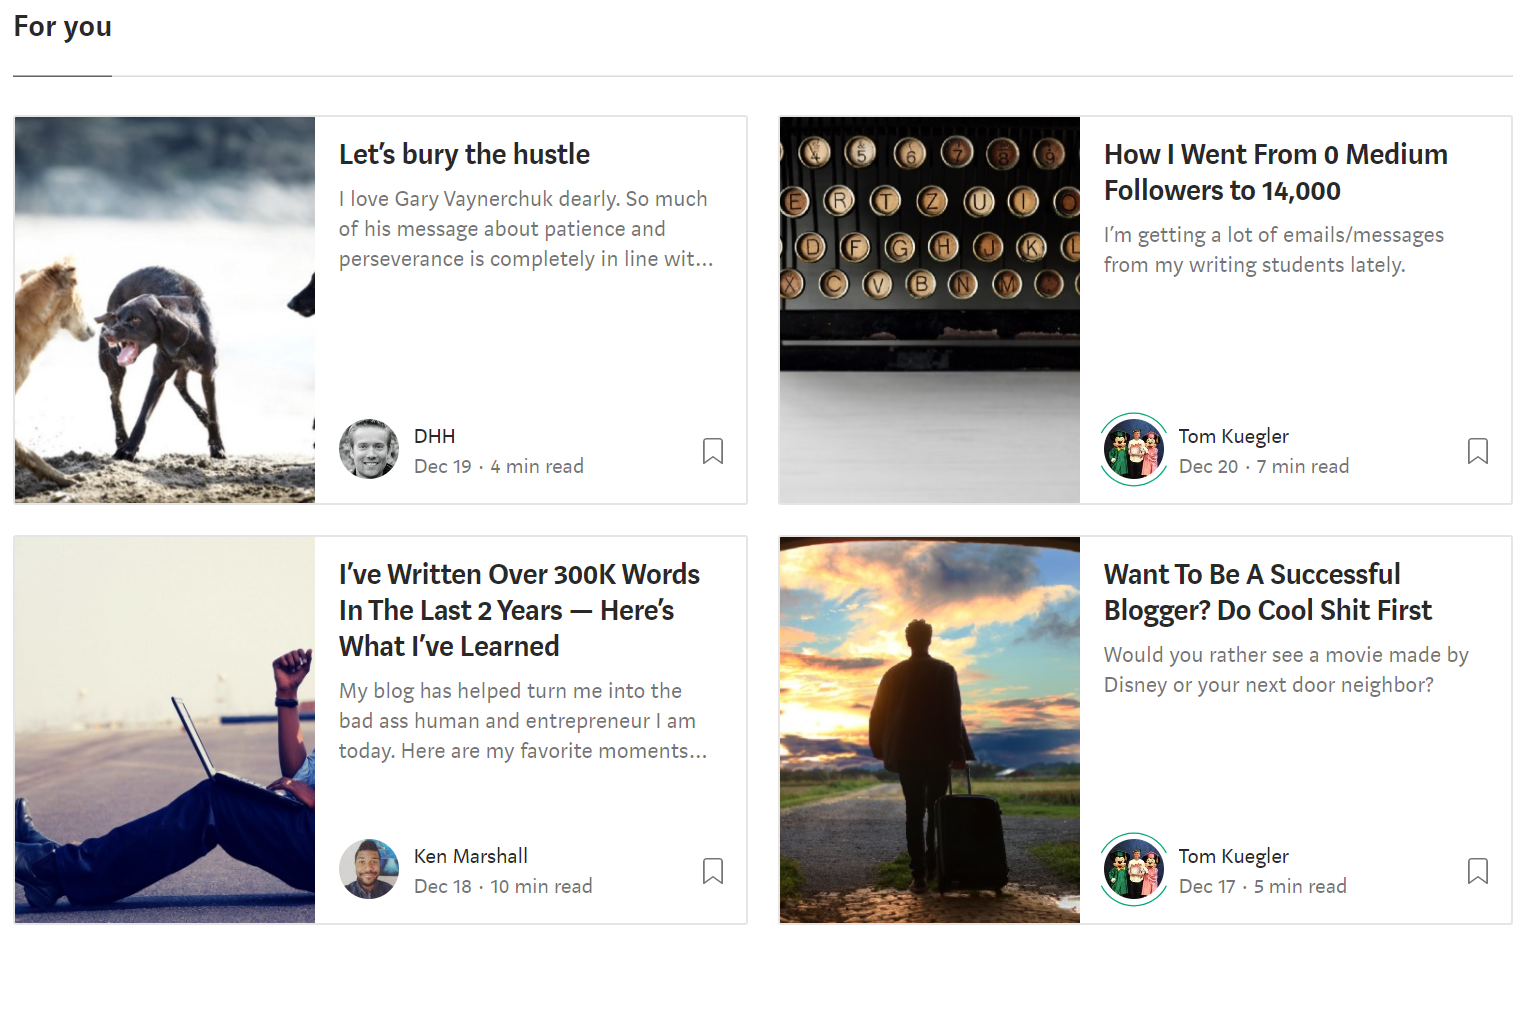 For you
Let's bury the hustle
I love Gary Vaynerchuk dearly. So much
of his message about patience and
perseverance is completely in line wit...
DHH
Dec 19 · 4 min read
4 5 6 7 8 9
E R T Z U I O
D F G H J K L
X C V B N M
How I Went From 0 Medium
Followers to 14,000
I'm getting a lot of emails/messages
from my writing students lately.
Tom Kuegler
Dec 20 · 7 min read
I've Written Over 300K Words
In The Last 2 Years — Here's
What I've Learned
My blog has helped turn me into the
bad ass human and entrepreneur I am
today. Here are my favorite moments...
Ken Marshall
Dec 18 · 10 min read
Want To Be A Successful
Blogger? Do Cool Shit First
Would you rather see a movie made by
Disney or your next door neighbor?
Tom Kuegler
Dec 17 · 5 min read